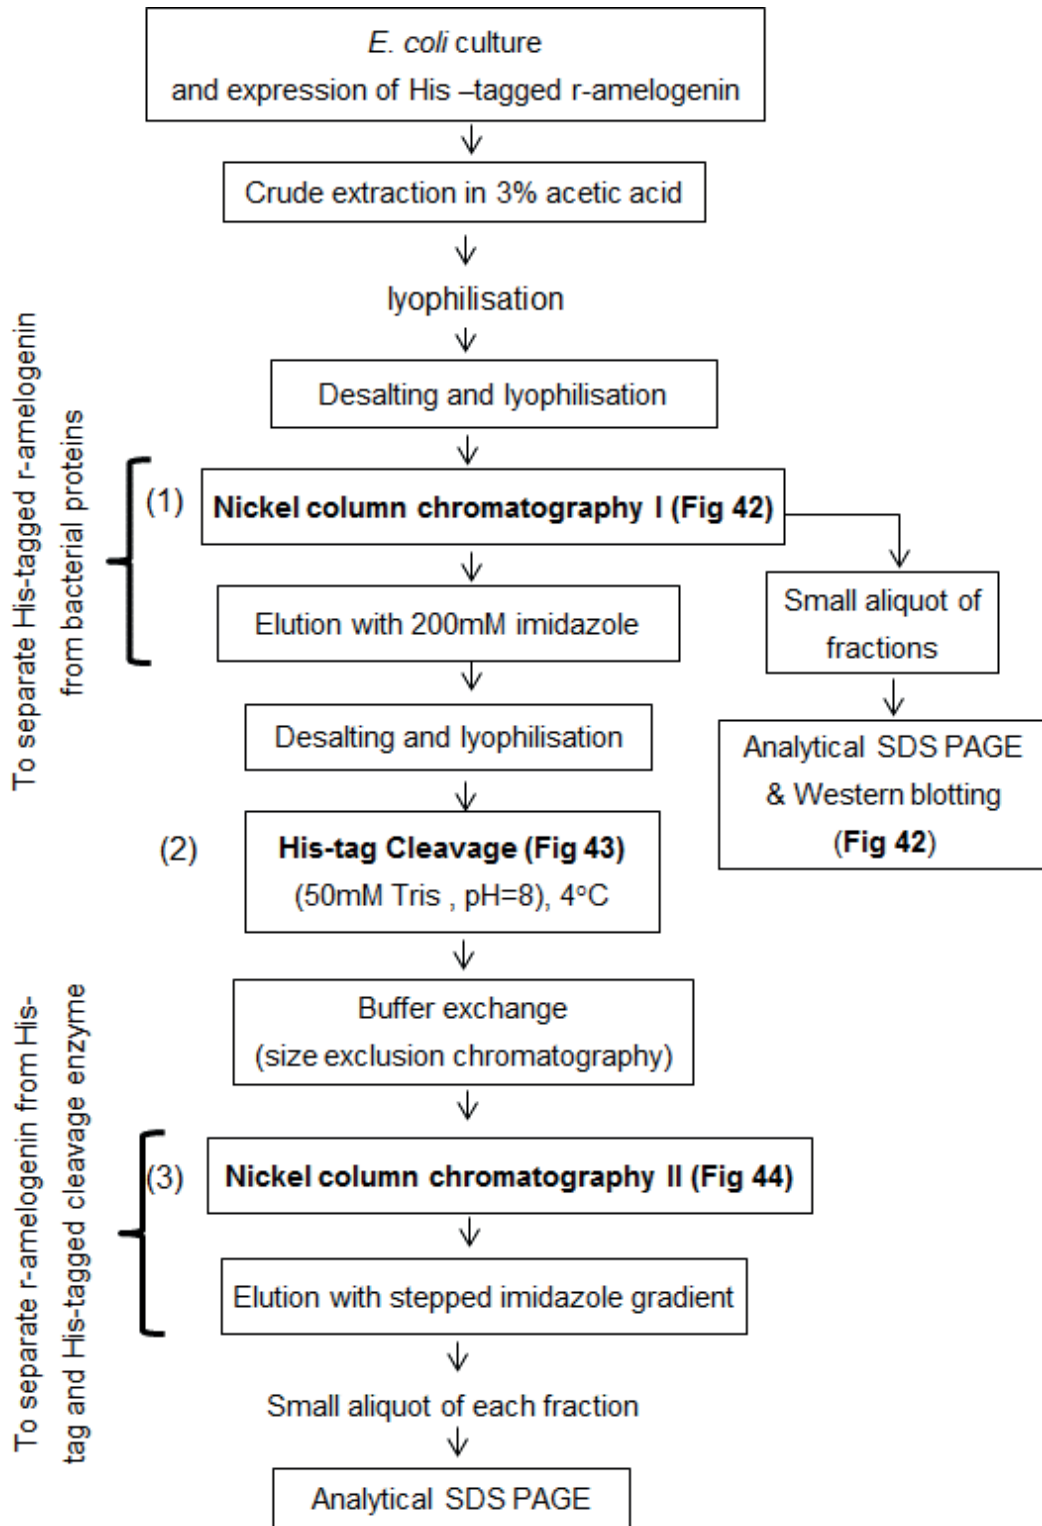 E. coli culture
and expression of His –tagged r-amelogenin
Crude extraction in 3% acetic acid
lyophilisation
Desalting and lyophilisation
To separate His-tagged r-amelogenin
from bacterial proteins
(1)
Nickel column chromatography I (Fig 42)
Elution with 200mM imidazole
Small aliquot of
fractions
Analytical SDS PAGE
& Western blotting
(Fig 42)
Desalting and lyophilisation
(2)
His-tag Cleavage (Fig 43)
(50mM Tris , pH=8), 4°C
Buffer exchange
(size exclusion chromatography)
To separate r-amelogenin from His-
tag and His-tagged cleavage enzyme
(3)
Nickel column chromatography II (Fig 44)
Elution with stepped imidazole gradient
Small aliquot of each fraction
Analytical SDS PAGE